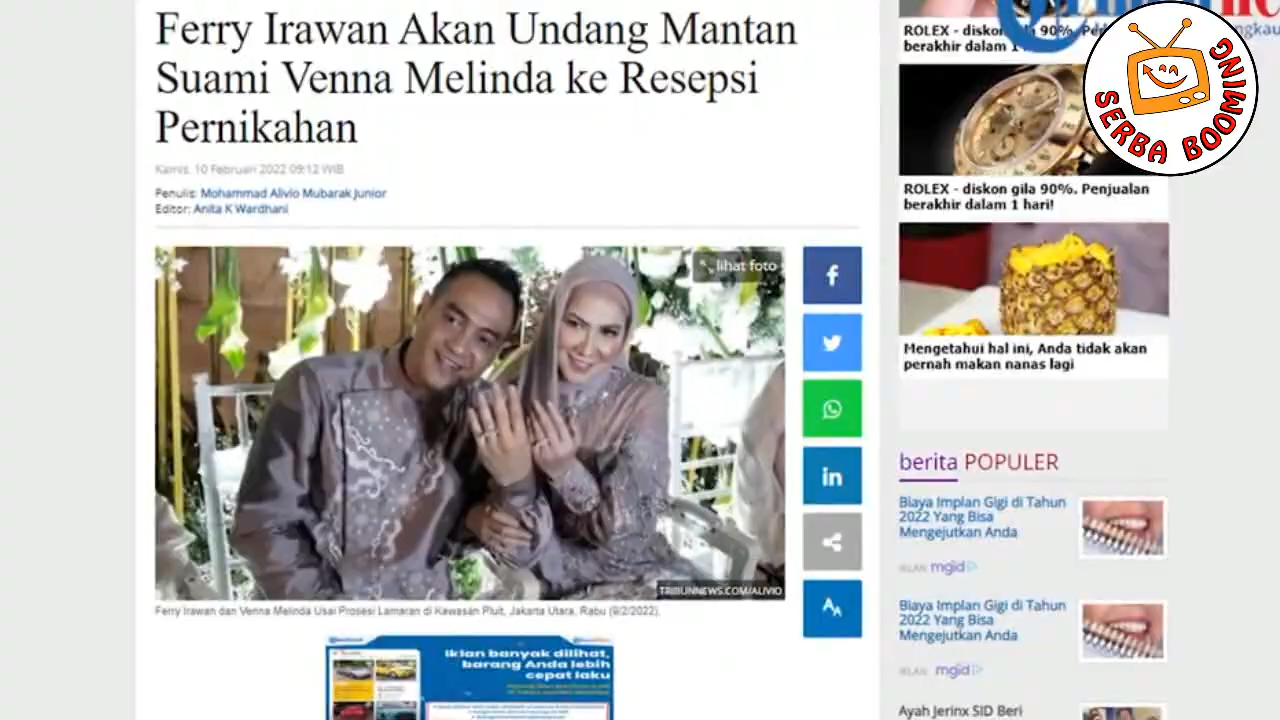 Ferry Irawan Akan Undang Mantan
Suami Venna Melinda ke Resepsi
Pernikahan
Kamis, 10 Februari 2022 09:12 WIB
Penulis: Mohammad Alivio Mubarak Junior
Editor: Anita K Wardhani
lihat foto
TRIBUNNEWS.COM/ALIVIO
Ferry Irawan dan Venna Melinda Usai Prosesi Lamaran di Kawasan Pluit, Jakarta Utara, Rabu (9/2/2022).
Iklan banyak dilihat,
barang Anda lebih
cepat laku
ROLEX - diskon gila 90%.
berakhir dalam 1
SERBA BOOMING
ROLEX - diskon gila 90%. Penjualan
berakhir dalam 1 hari!
Mengetahui hal ini, Anda tidak akan
pernah makan nanas lagi
berita POPULER
Biaya Implan Gigi di Tahun
2022 Yang Bisa
Mengejutkan Anda
IKLAN mgid
Biaya Implan Gigi di Tahun
2022 Yang Bisa
Mengejutkan Anda
IKLAN mgid
Ayah Jerinx SID Beri